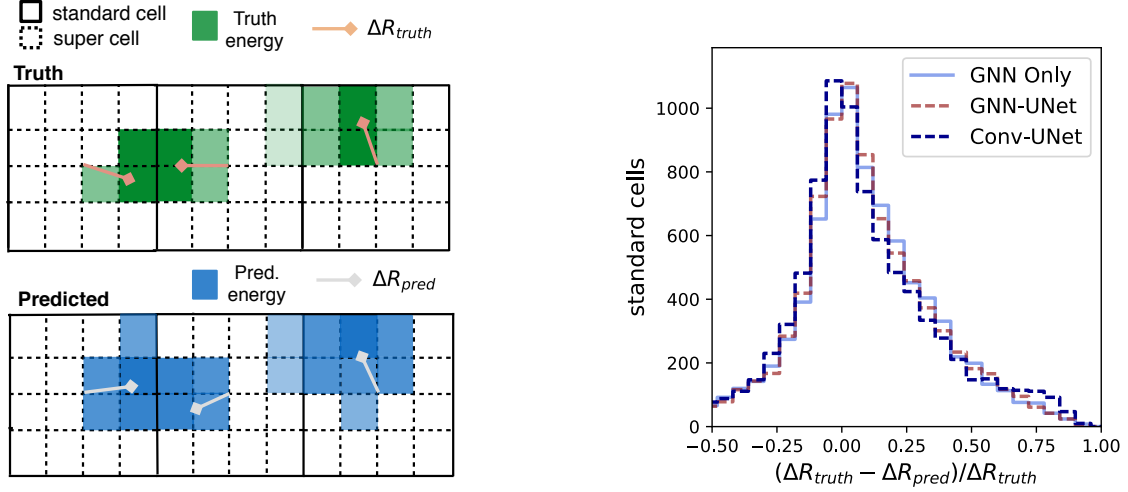 standard cell
super cell
Truth
energy
ΔR_truth
Truth
Pred.
energy
ΔR_pred
Predicted
GNN Only
GNN-UNet
Conv-UNet
standard cells
1000
800
600
400
200
0
−0.50 −0.25 0.00 0.25 0.50 0.75 1.00
(ΔR_truth − ΔR_pred)/ΔR_truth